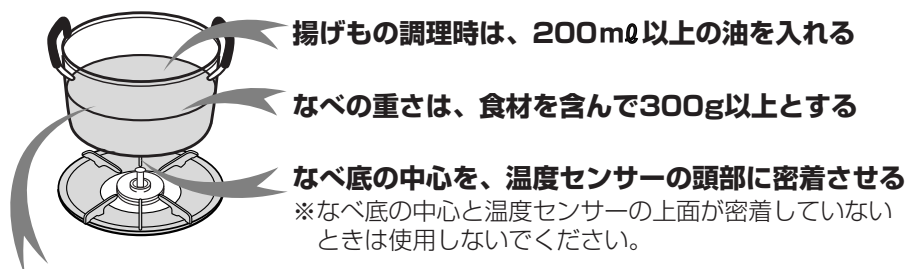 揚げもの調理時は、200mℓ以上の油を入れる
なべの重さは、食材を含んで300g以上とする
なべ底の中心を、温度センサーの頭部に密着させる
※なべ底の中心と温度センサーの上面が密着していない
ときは使用しないでください。